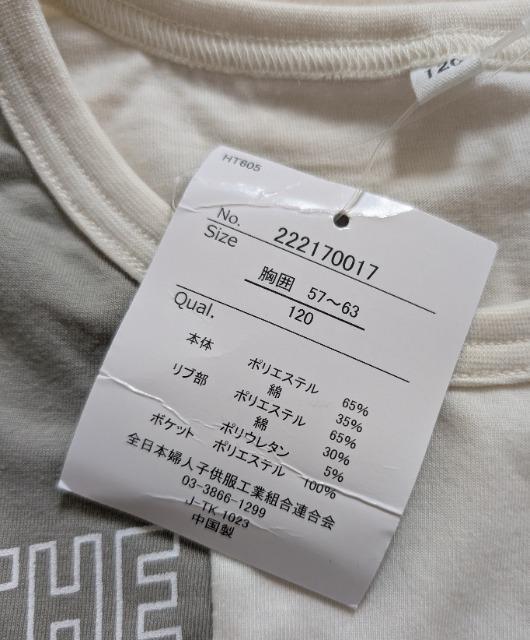 120
HT605
No. 222170017
Size
胸囲 57~63
120
Qual.
本体 ポリエステル 65%
綿 35%
リブ部 ポリエステル 65%
綿 30%
ポリウレタン 5%
ポケット ポリエステル 100%
全日本婦人子供服工業組合連合会
03-3866-1299
J-TK 1023
中国製
THE